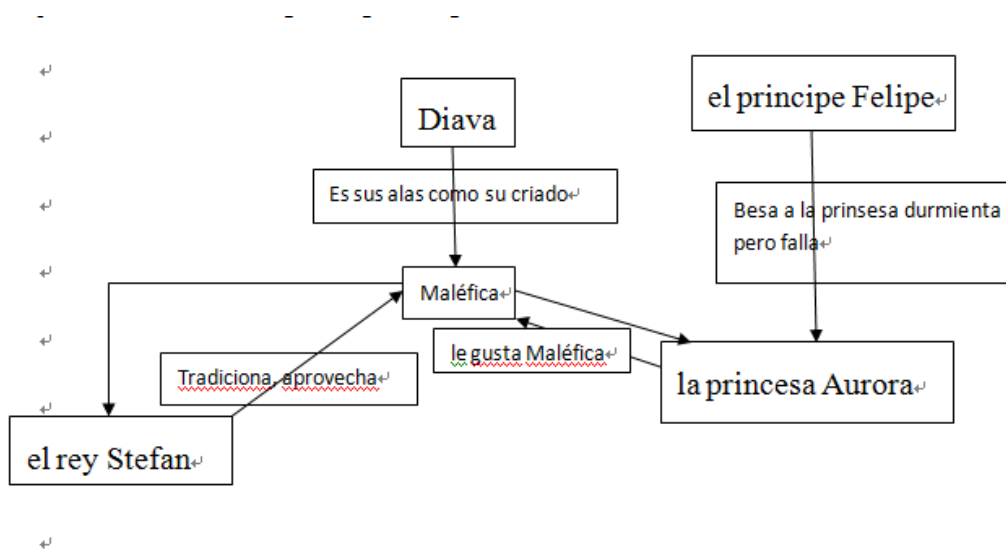 Diava
el principe Felipe
Es sus alas como su criado
Besa a la prinsesa durmienta
pero falla
Maléfica
le gusta Maléfica
Tradiciona, aprovecha
la princesa Aurora
el rey Stefan